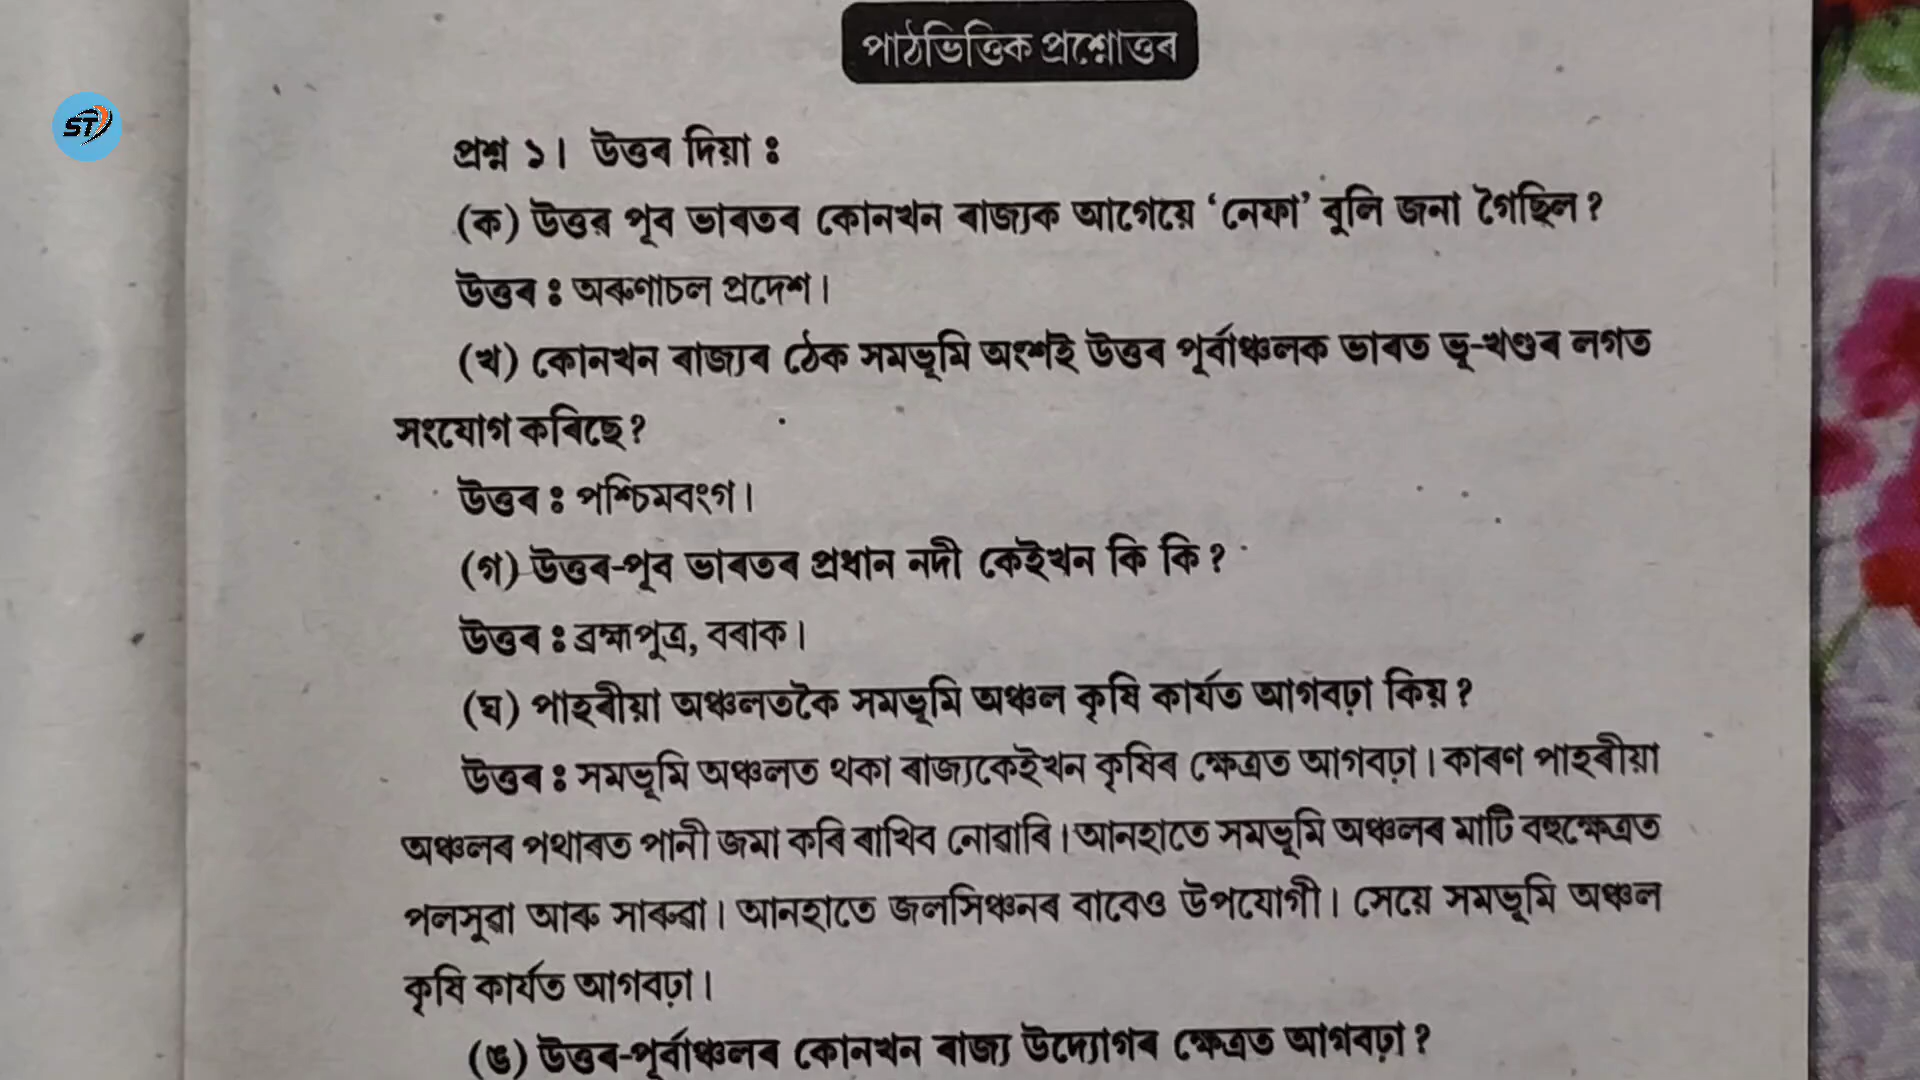 পাঠভিত্তিক প্ৰশ্নোত্তৰ
ST
প্ৰশ্ন ১। উত্তৰ দিয়া ঃ
(ক) উত্তৰ পূব ভাৰতৰ কোনখন ৰাজ্যক আগেয়ে ‘নেফা’ বুলি জনা গৈছিল?
উত্তৰ ঃ অৰুণাচল প্ৰদেশ।
(খ) কোনখন ৰাজ্যৰ ঠেক সমভূমি অংশই উত্তৰ পূৰ্বাঞ্চলক ভাৰত ভূ-খণ্ডৰ লগত
সংযোগ কৰিছে?
উত্তৰ ঃ পশ্চিমবংগ।
(গ) উত্তৰ-পূব ভাৰতৰ প্ৰধান নদী কেইখন কি কি?
উত্তৰ ঃ ব্ৰহ্মপুত্ৰ, বৰাক।
(ঘ) পাহৰীয়া অঞ্চলতকৈ সমভূমি অঞ্চল কৃষি কাৰ্যত আগবঢ়া কিয়?
উত্তৰ ঃ সমভূমি অঞ্চলত থকা ৰাজ্যকেইখন কৃষিৰ ক্ষেত্ৰত আগবঢ়া। কাৰণ পাহৰীয়া
অঞ্চলৰ পথাৰত পানী জমা কৰি ৰাখিব নোৱাৰি। আনহাতে সমভূমি অঞ্চলৰ মাটি বহুক্ষেত্ৰত
পলসুৱা আৰু সাৰুৱা। আনহাতে জলসিঞ্চনৰ বাবেও উপযোগী। সেয়ে সমভূমি অঞ্চল
কৃষি কাৰ্যত আগবঢ়া।
(ঙ) উত্তৰ-পূৰ্বাঞ্চলৰ কোনখন ৰাজ্য উদ্যোগৰ ক্ষেত্ৰত আগবঢ়া?